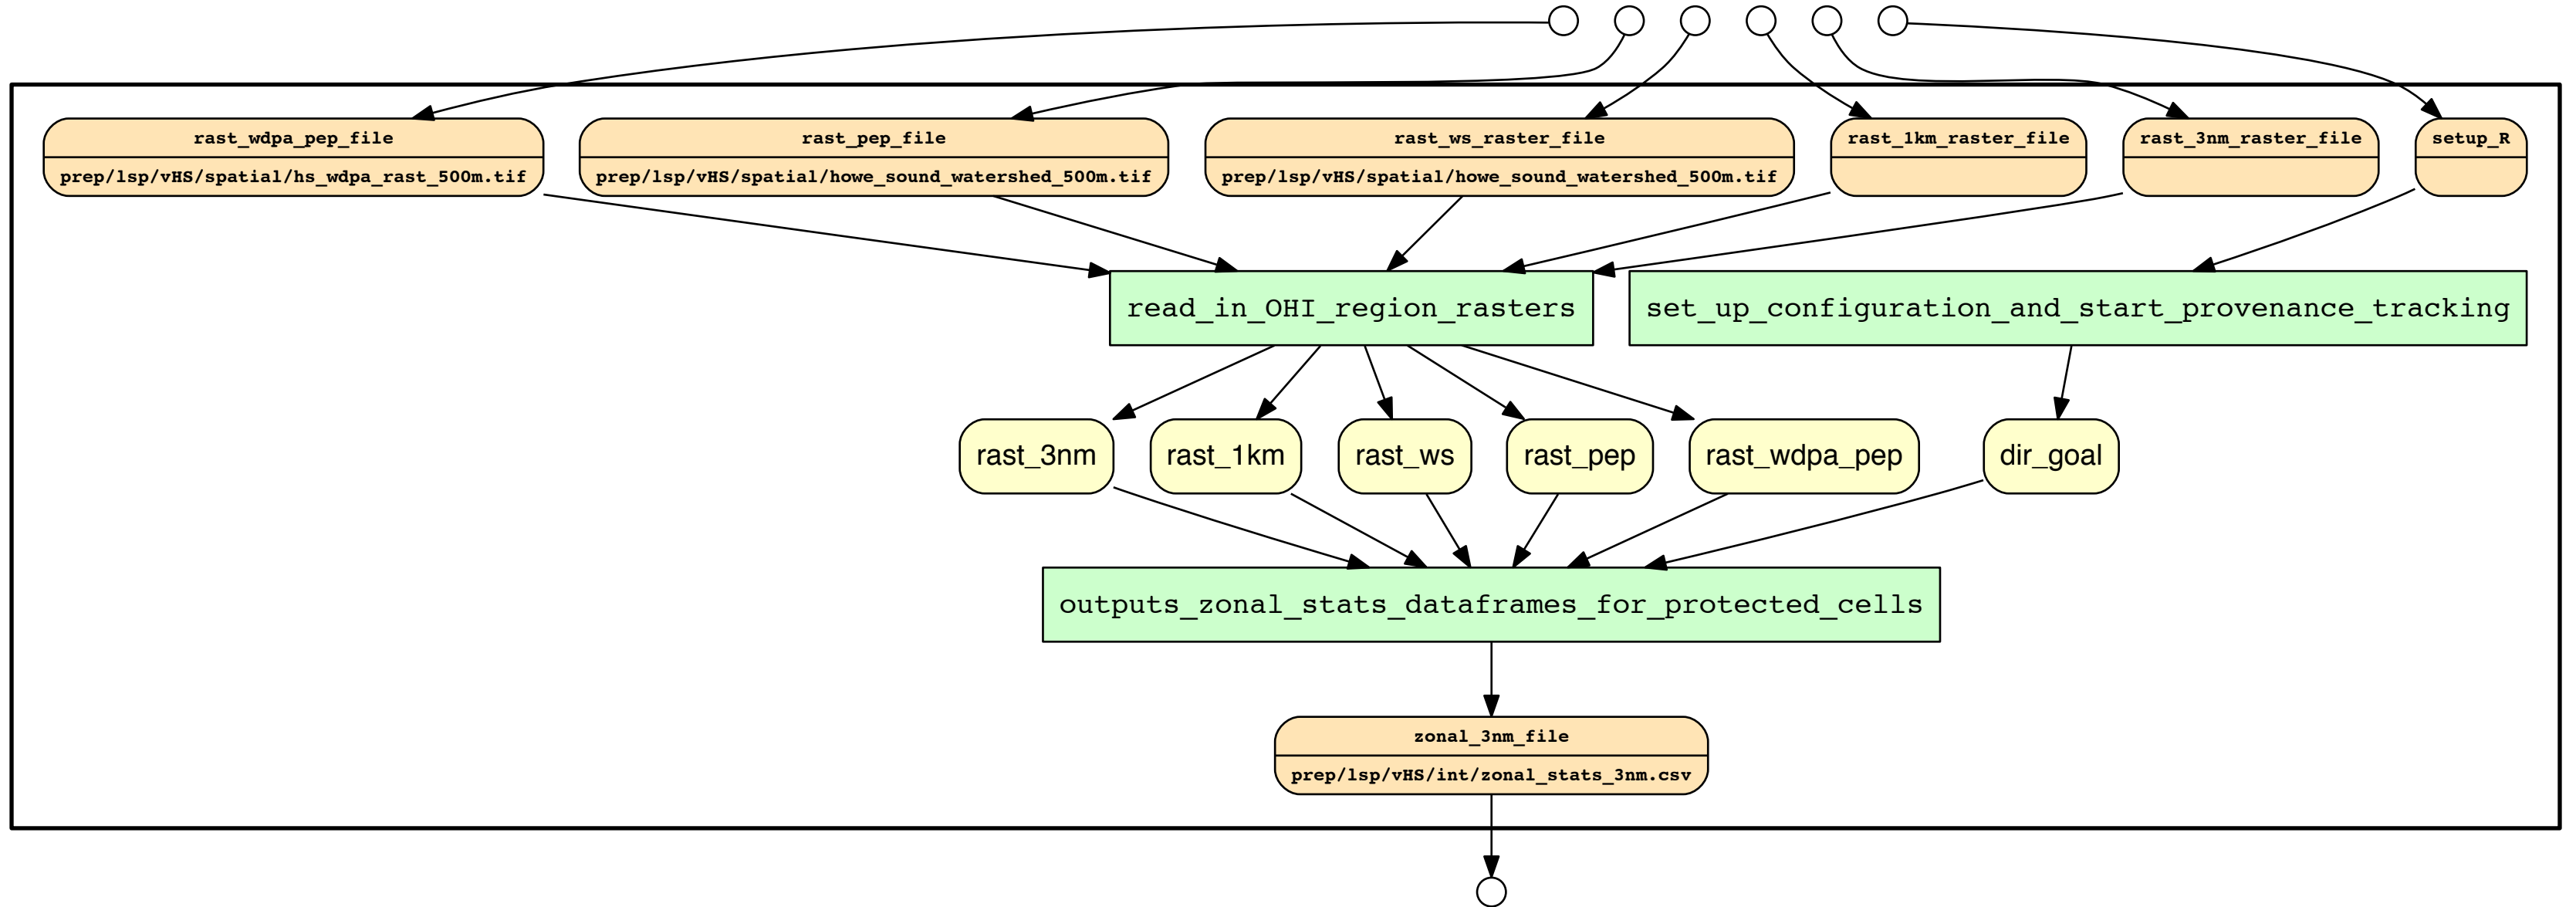 rast_wdpa_pep_file
prep/lsp/vHS/spatial/hs_wdpa_rast_500m.tif
rast_pep_file
prep/lsp/vHS/spatial/howe_sound_watershed_500m.tif
rast_ws_raster_file
prep/lsp/vHS/spatial/howe_sound_watershed_500m.tif
rast_1km_raster_file
rast_3nm_raster_file
setup_R
read_in_OHI_region_rasters
set_up_configuration_and_start_provenance_tracking
rast_3nm
rast_1km
rast_ws
rast_pep
rast_wdpa_pep
dir_goal
outputs_zonal_stats_dataframes_for_protected_cells
zonal_3nm_file
prep/lsp/vHS/int/zonal_stats_3nm.csv